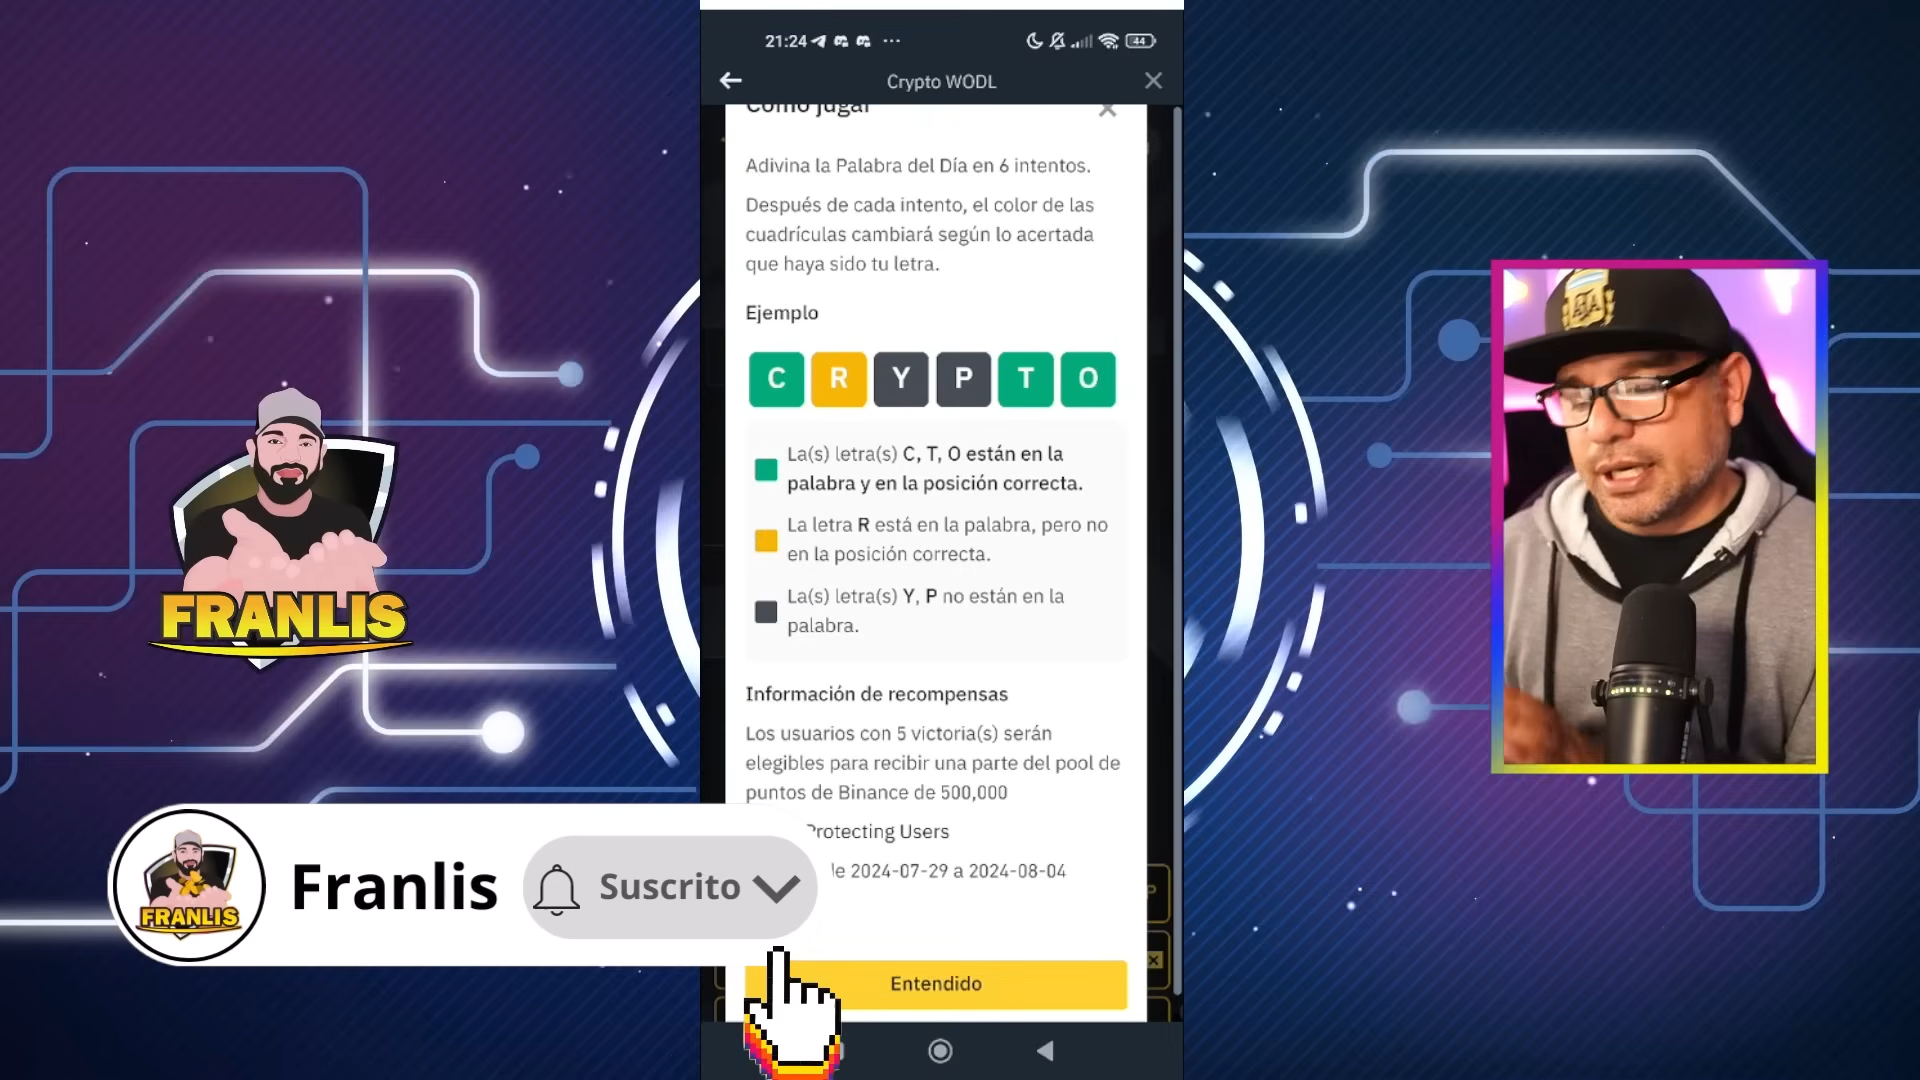 21:24
44
Crypto WODL
Cómo jugar
Adivina la Palabra del Día en 6 intentos.
Después de cada intento, el color de las
cuadrículas cambiará según lo acertada
que haya sido tu letra.
Ejemplo
C R Y P T O
La(s) letra(s) C, T, O están en la
palabra y en la posición correcta.
La letra R está en la palabra, pero no
en la posición correcta.
La(s) letra(s) Y, P no están en la
palabra.
Información de recompensas
Los usuarios con 5 victoria(s) serán
elegibles para recibir una parte del pool de
puntos de Binance de 500,000
Protecting Users
de 2024-07-29 a 2024-08-04
Entendido
FRANLIS
FRANLIS
Franlis
Suscrito
AFA